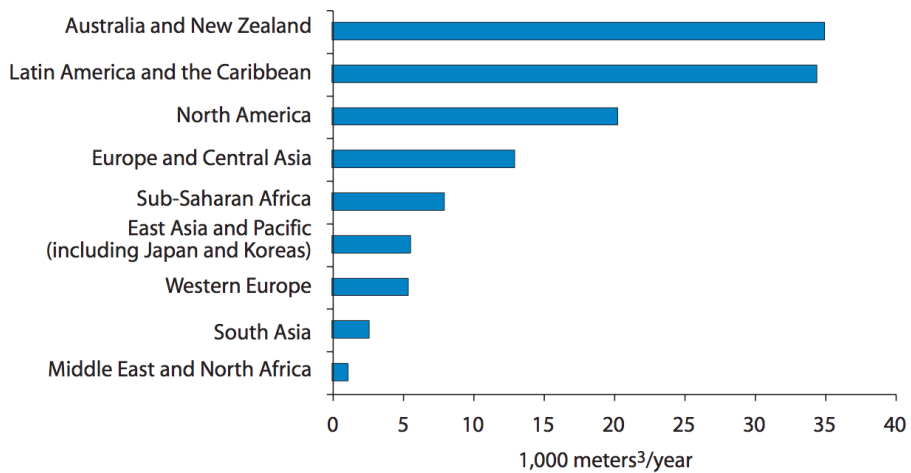 Australia and New Zealand
Latin America and the Caribbean
North America
Europe and Central Asia
Sub-Saharan Africa
East Asia and Pacific
(including Japan and Koreas)
Western Europe
South Asia
Middle East and North Africa
0 5 10 15 20 25 30 35 40
1,000 meters³/year